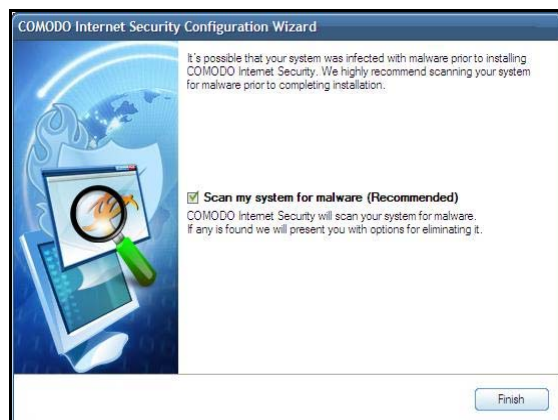 COMODO Internet Security Configuration Wizard
It's possible that your system was infected with malware prior to installing
COMODO Internet Security. We highly recommend scanning your system
for malware prior to completing installation.
Scan my system for malware (Recommended)
COMODO Internet Security will scan your system for malware.
If any is found we will present you with options for eliminating it.
Finish